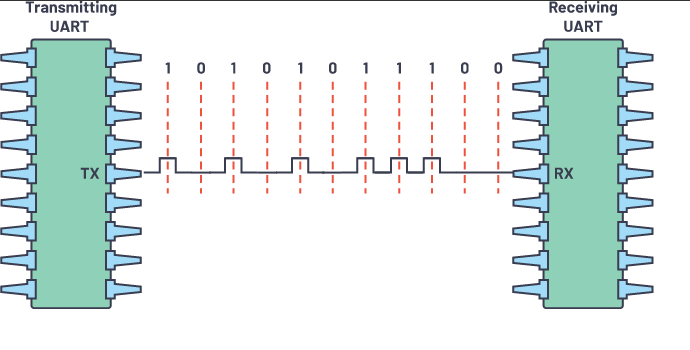 Transmitting
UART
Receiving
UART
1 0 1 0 1 0 1 1 1 0 0
TX
RX